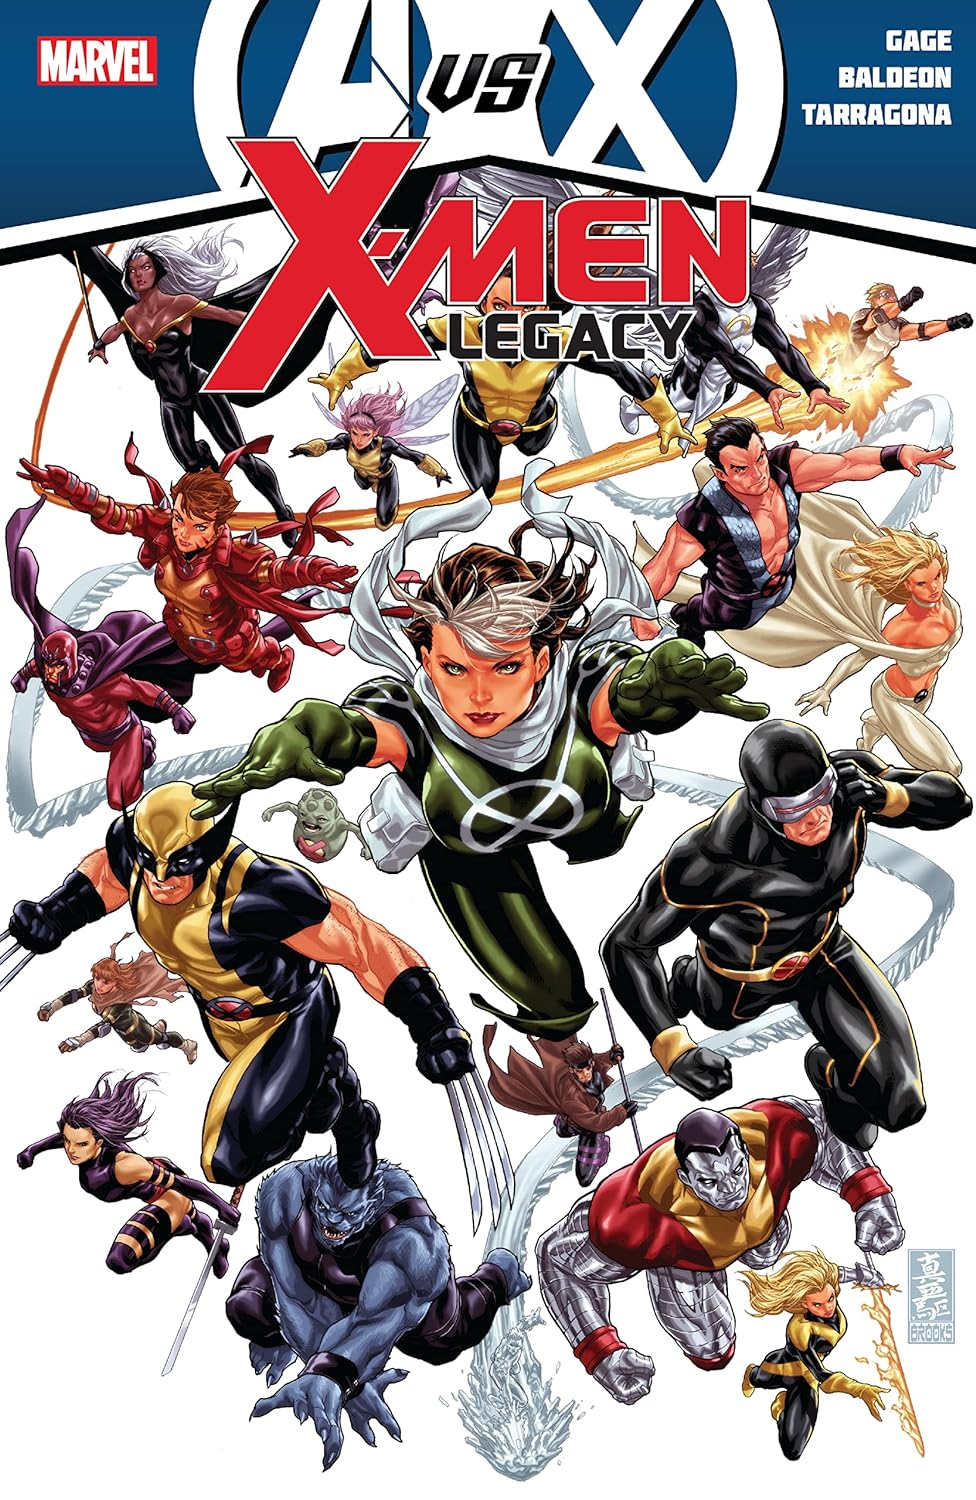 MARVEL
A VS X
GAGE
BALDEON
TARRAGONA
X-MEN
LEGACY
BROOKS